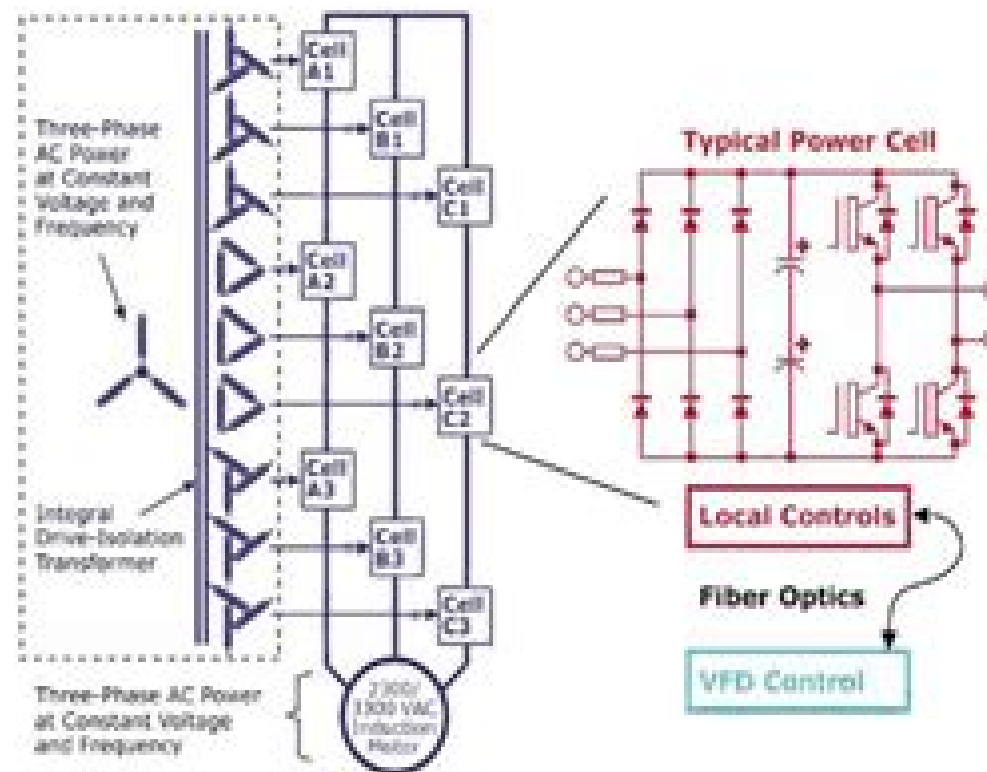 Three-Phase
AC Power
at Constant
Voltage and
Frequency
Integral
Drive-Isolation
Transformer
Cell
A1
Cell
B1
Cell
C1
Cell
A2
Cell
B2
Cell
C2
Cell
A3
Cell
B3
Cell
C3
Three-Phase AC Power
at Constant Voltage
and Frequency
VAC
Induction
Motor
Typical Power Cell
Local Controls
Fiber Optics
VFD Control